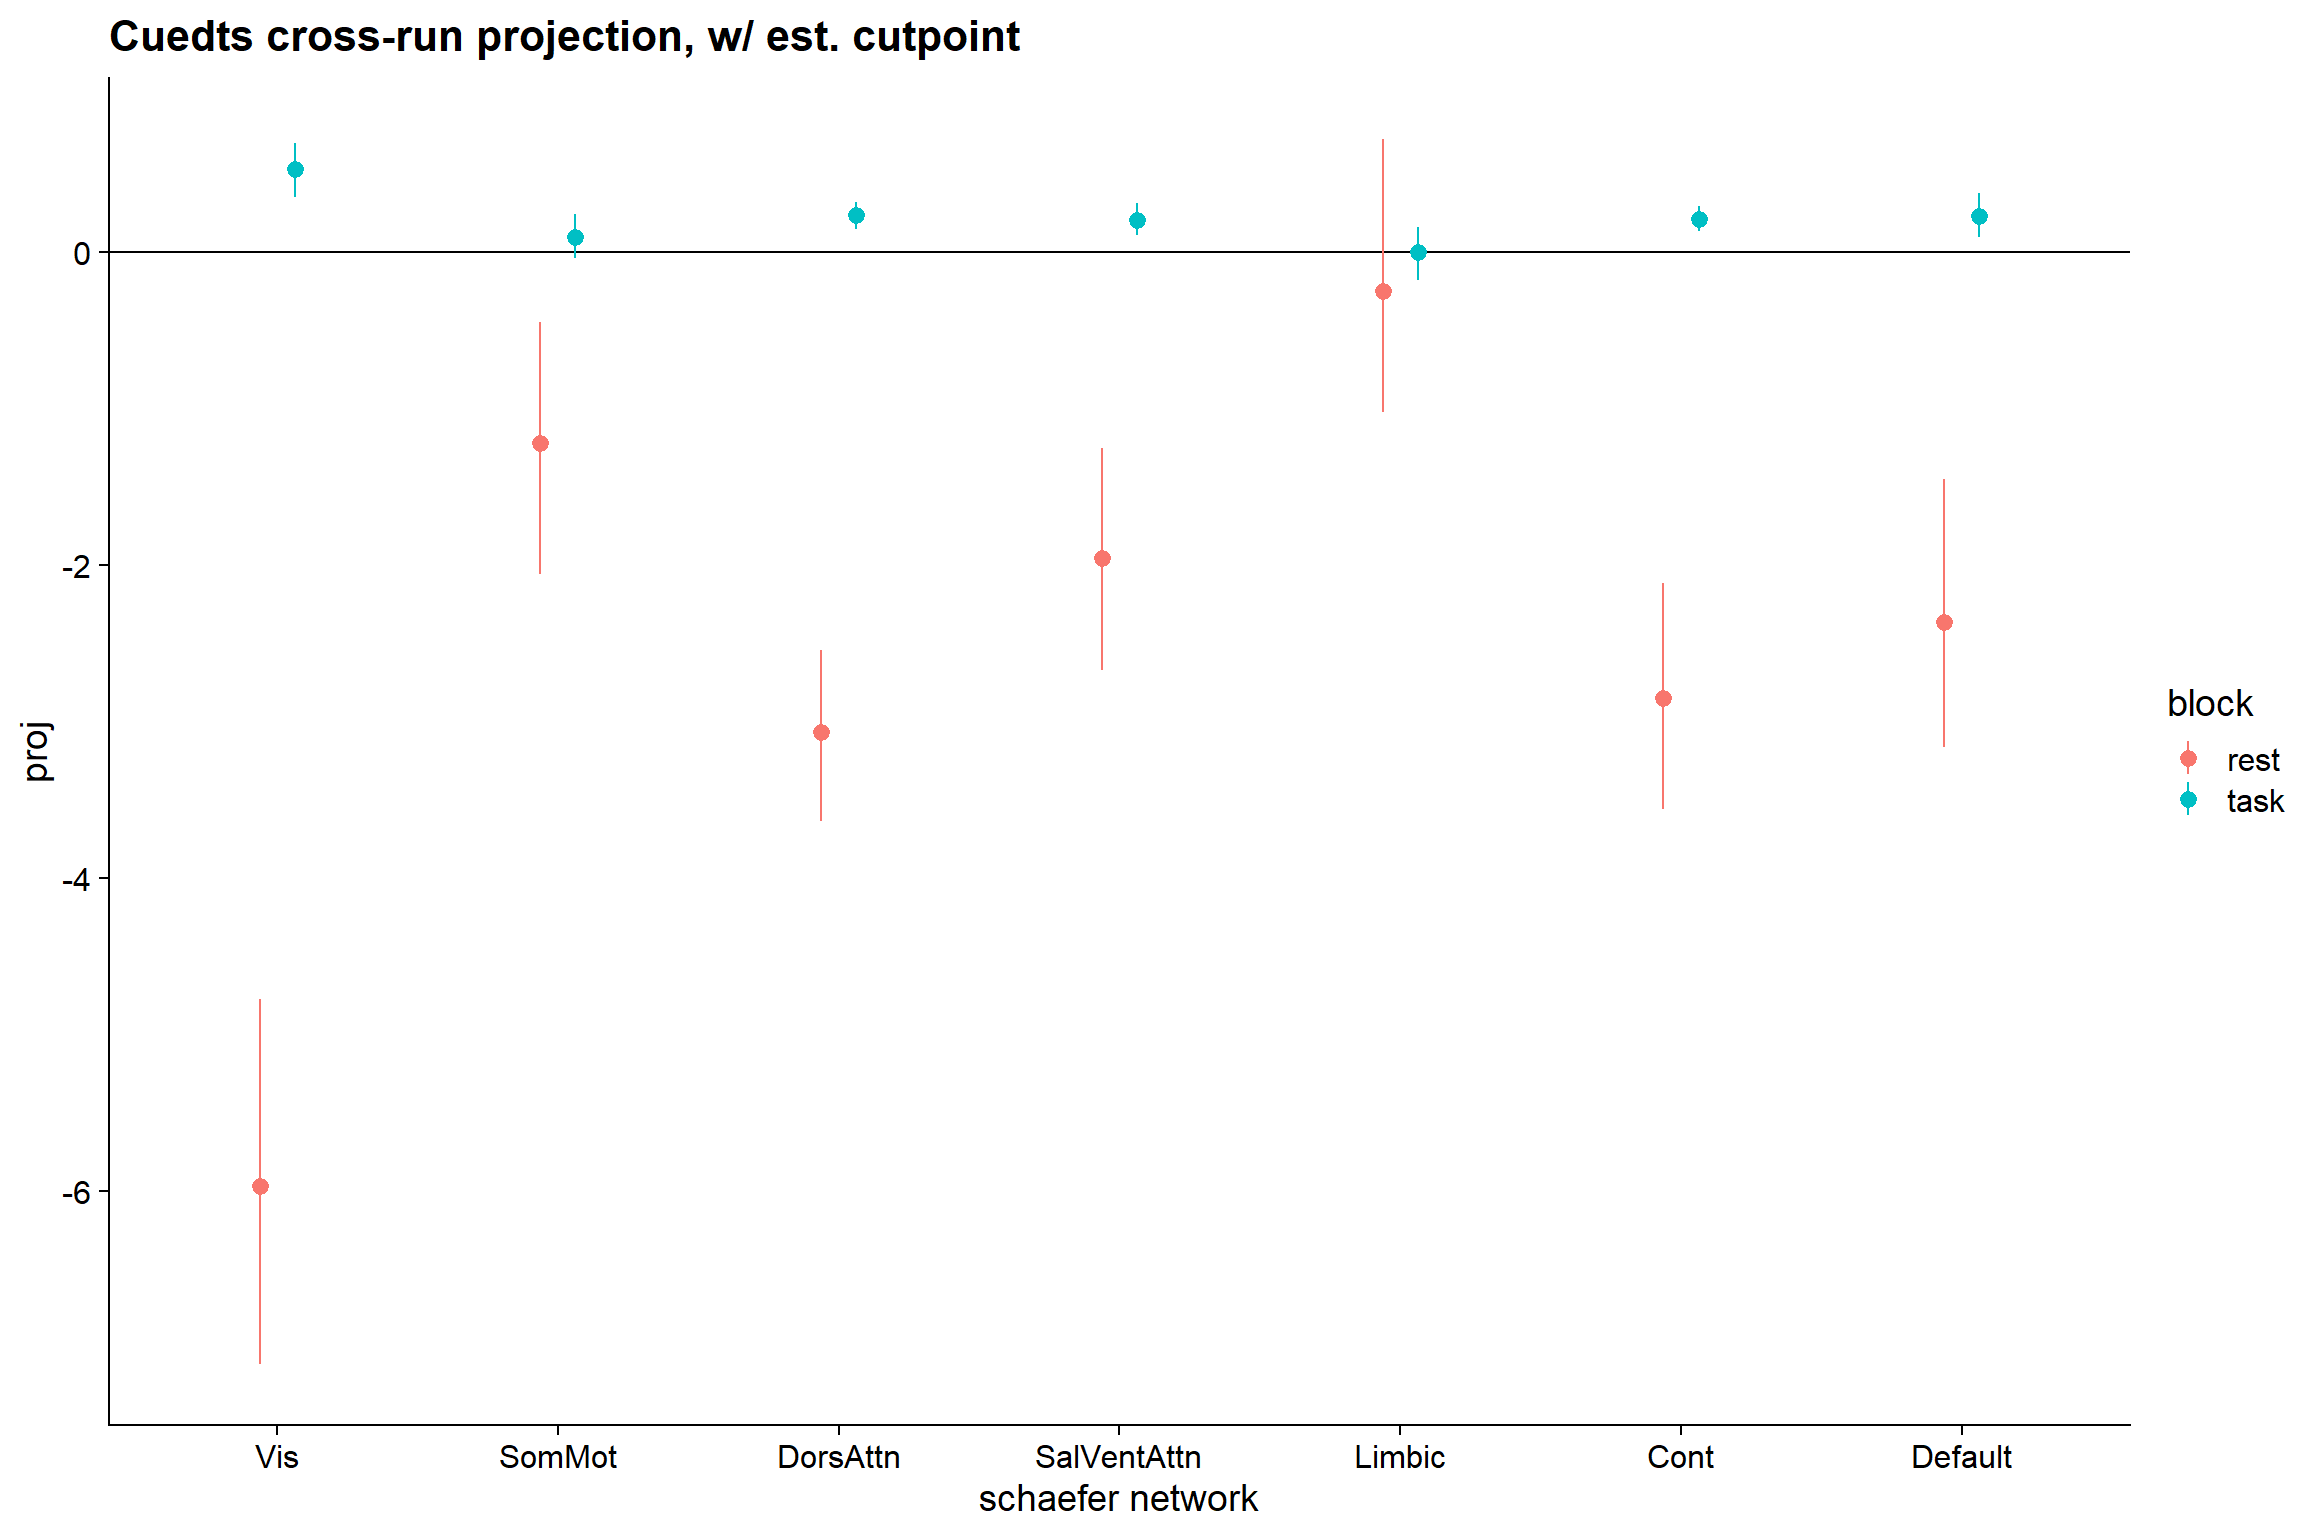 Cuedts cross-run projection, w/ est. cutpoint
proj
0
-2
-4
-6
Vis
SomMot
DorsAttn
SalVentAttn
Limbic
Cont
Default
schaefer network
block
rest
task